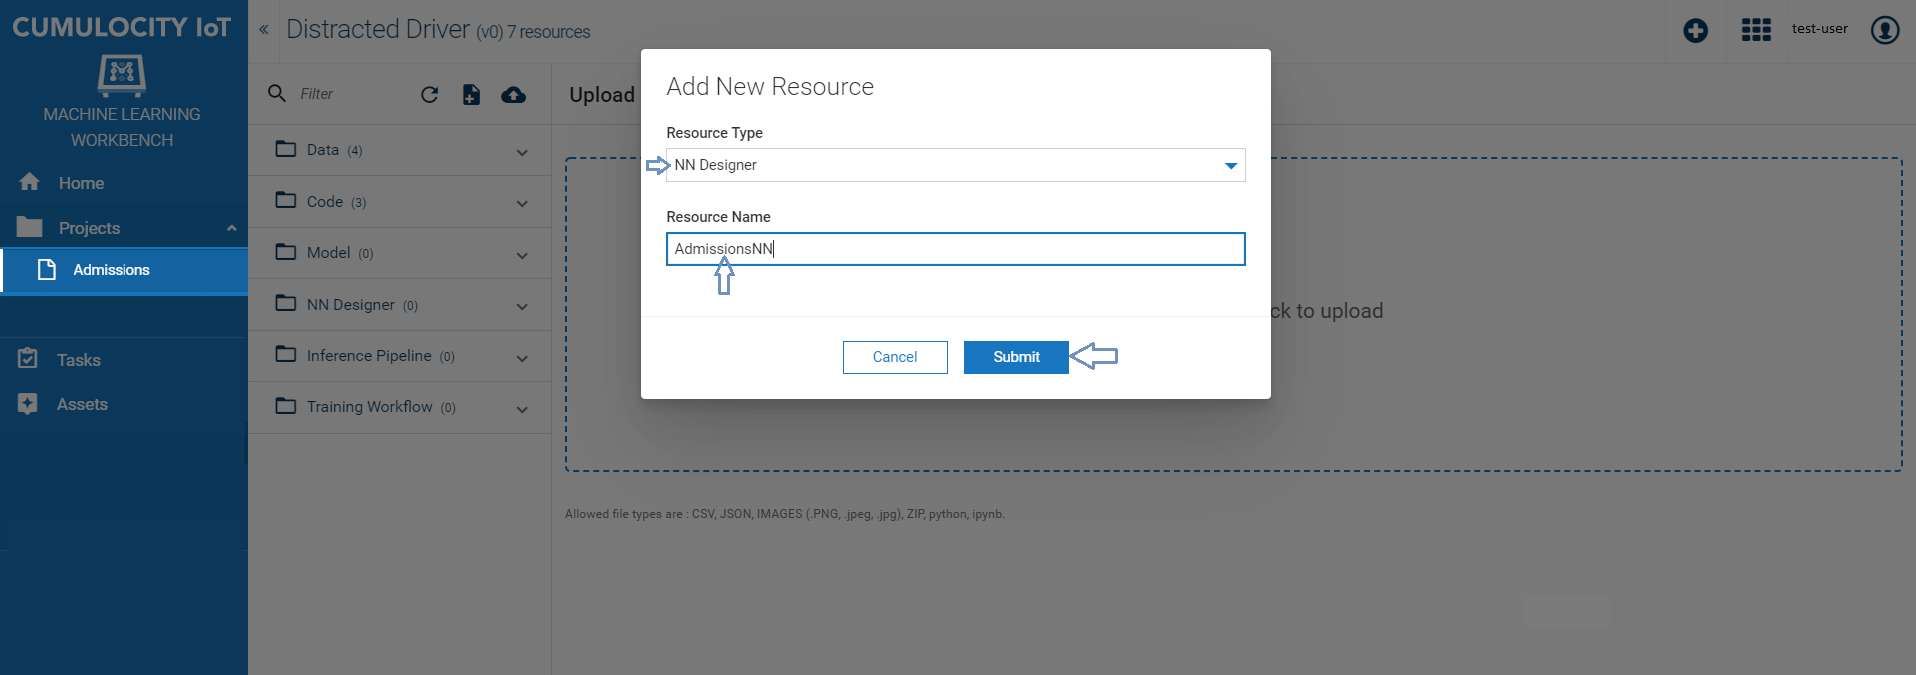 CUMULOCITY IoT
MACHINE LEARNING
WORKBENCH
Home
Projects
Admissions
Tasks
Assets
Distracted Driver (v0) 7 resources
test-user
Filter
Data (4)
Code (3)
Model (0)
NN Designer (0)
Inference Pipeline (0)
Training Workflow (0)
Upload
Add New Resource
Resource Type
NN Designer
Resource Name
AdmissionsNN
Cancel
Submit
ck to upload
Allowed file types are : CSV, JSON, IMAGES (.PNG, .jpeg, .jpg), ZIP, python, ipynb.